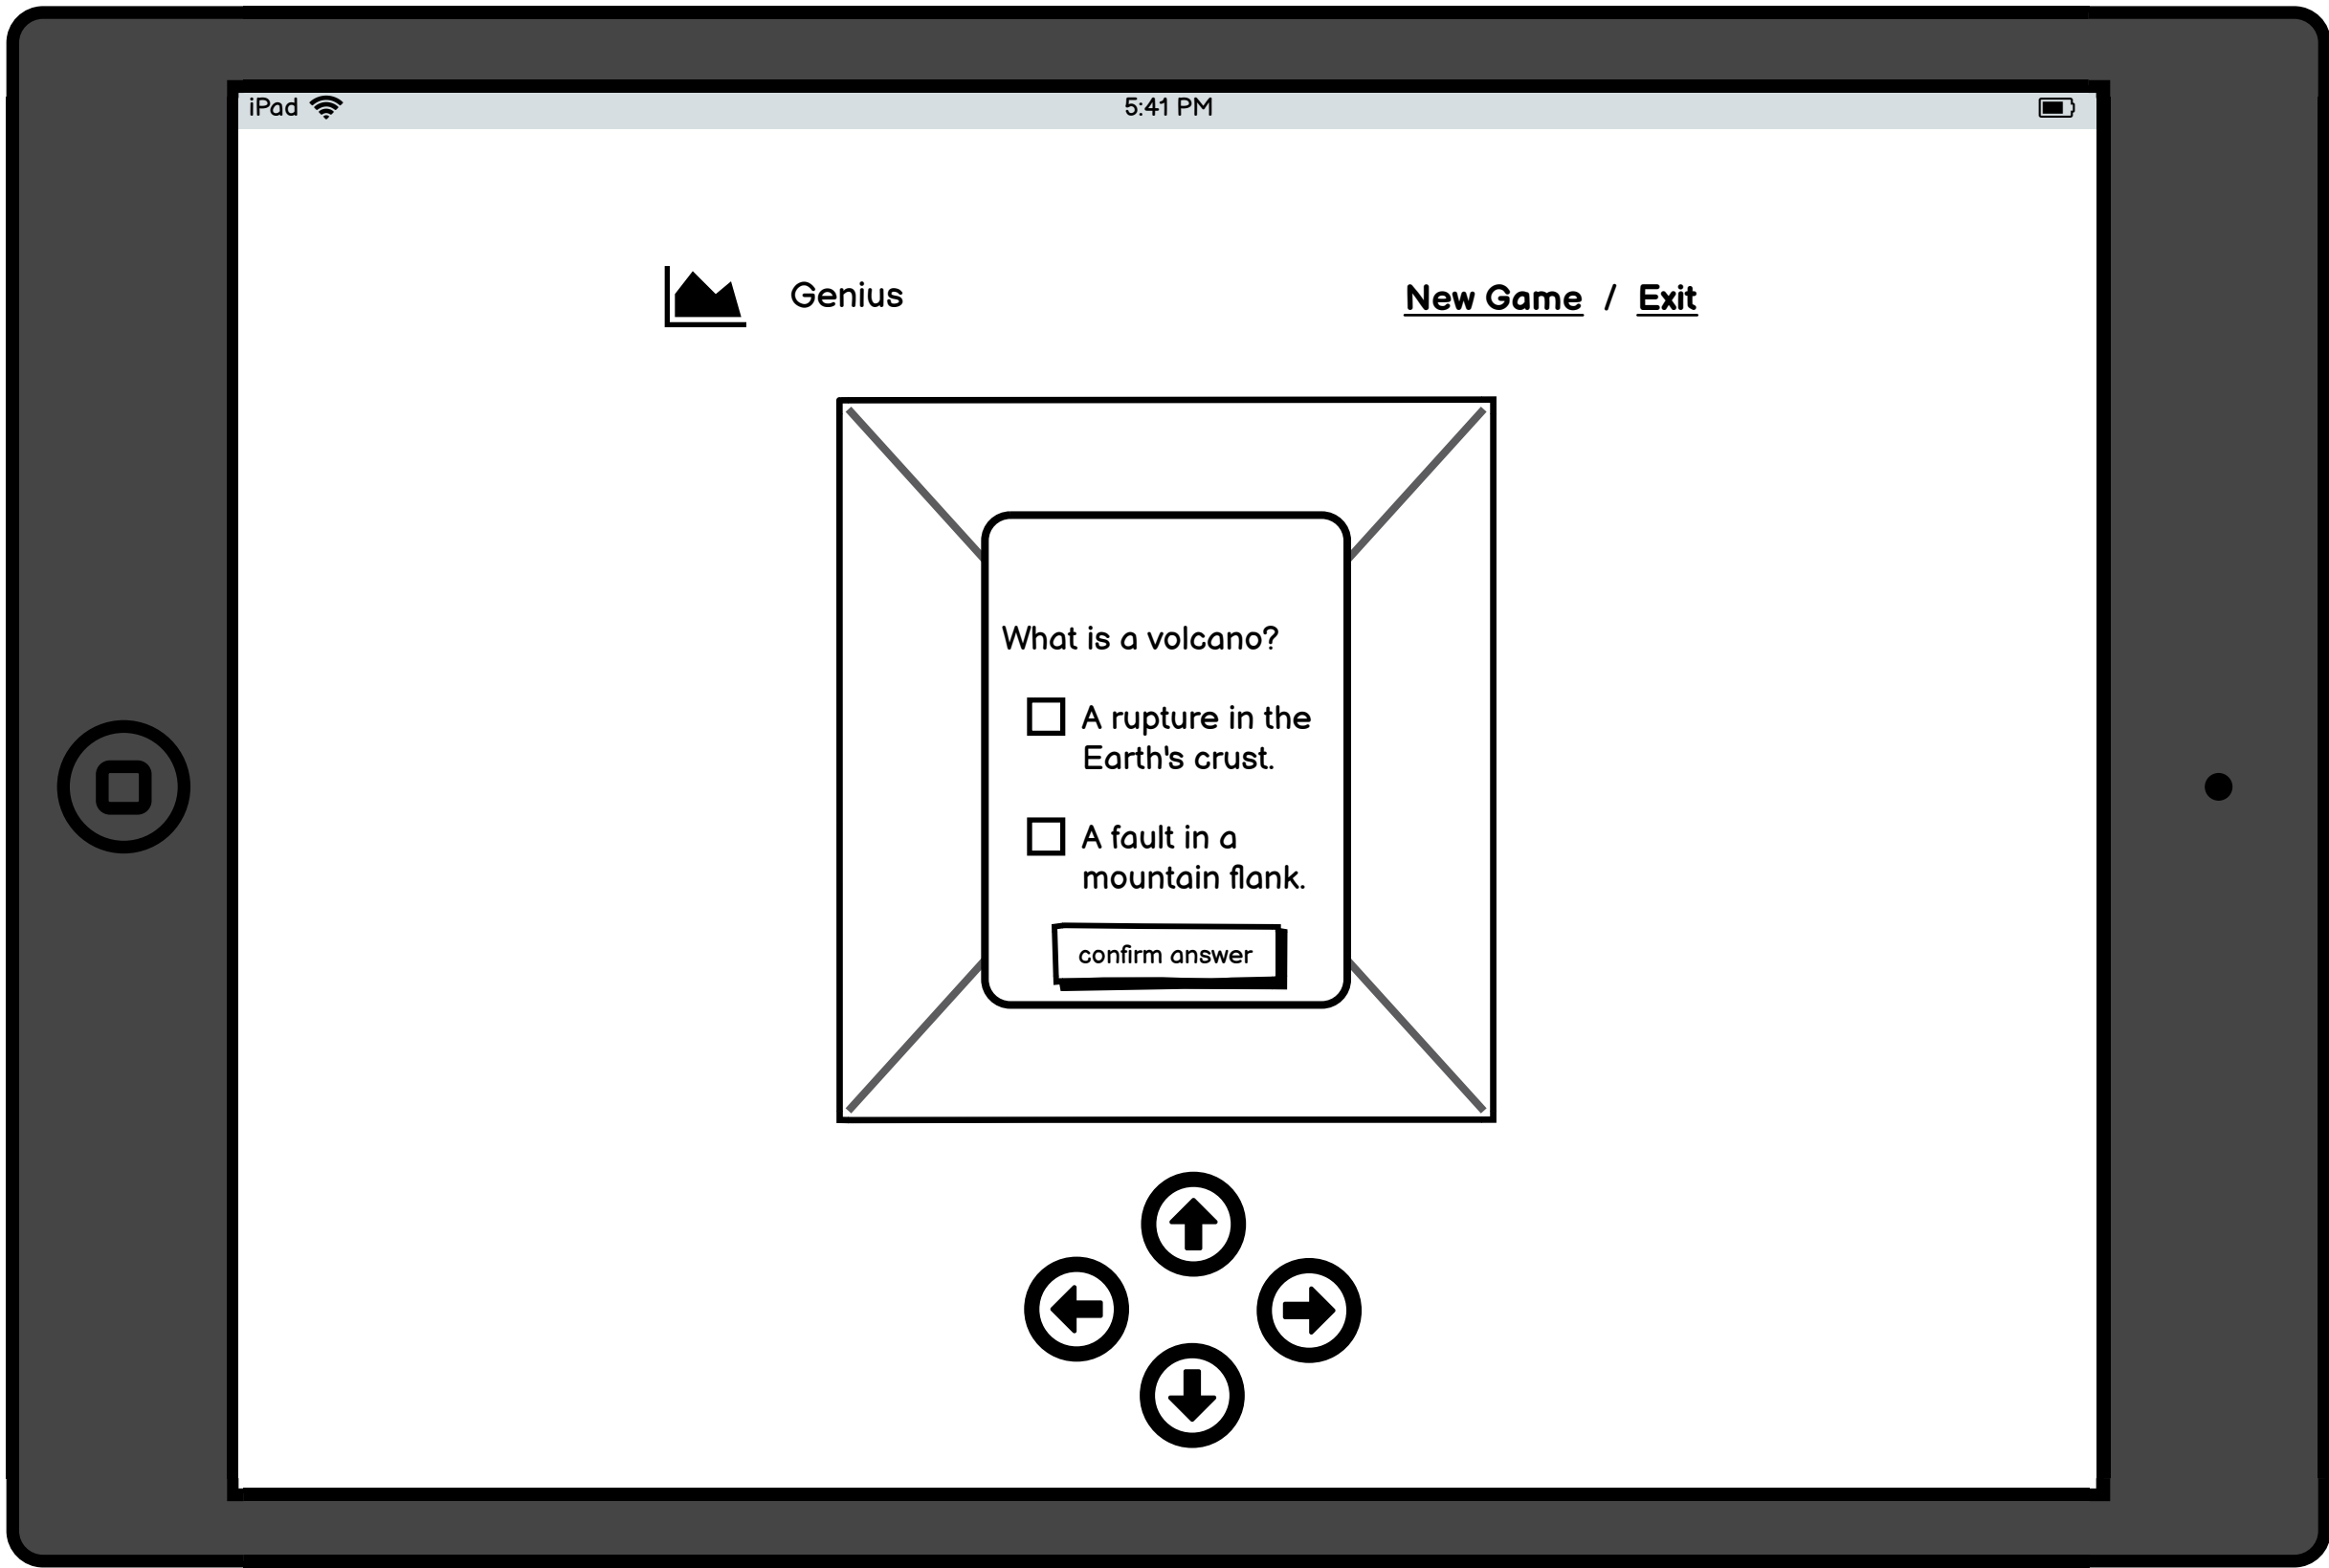 iPad 5:41 PM
Genius New Game / Exit
What is a volcano?
A rupture in the
Earth's crust.
A fault in a
mountain flank.
confirm answer